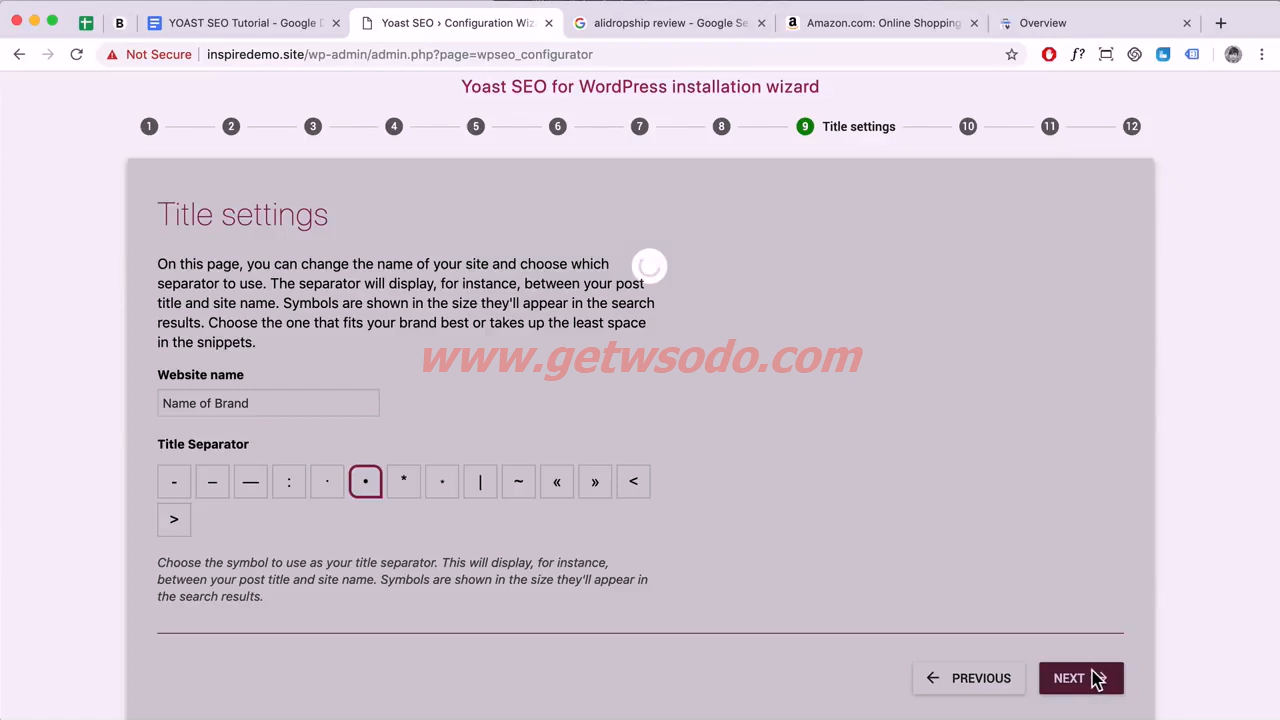 YOAST SEO Tutorial - Google D
Yoast SEO › Configuration Wiz
alidropship review - Google Se
Amazon.com: Online Shopping
Overview
Not Secure
inspiredemo.site/wp-admin/admin.php?page=wpseo_configurator
Yoast SEO for WordPress installation wizard
1 2 3 4 5 6 7 8 9 Title settings 10 11 12
Title settings
On this page, you can change the name of your site and choose which
separator to use. The separator will display, for instance, between your post
title and site name. Symbols are shown in the size they'll appear in the search
results. Choose the one that fits your brand best or takes up the least space
in the snippets.
www.getwsodo.com
Website name
Name of Brand
Title Separator
- – — : · • * ⋆ | ~ « » <
>
Choose the symbol to use as your title separator. This will display, for instance,
between your post title and site name. Symbols are shown in the size they'll appear in
the search results.
← PREVIOUS
NEXT